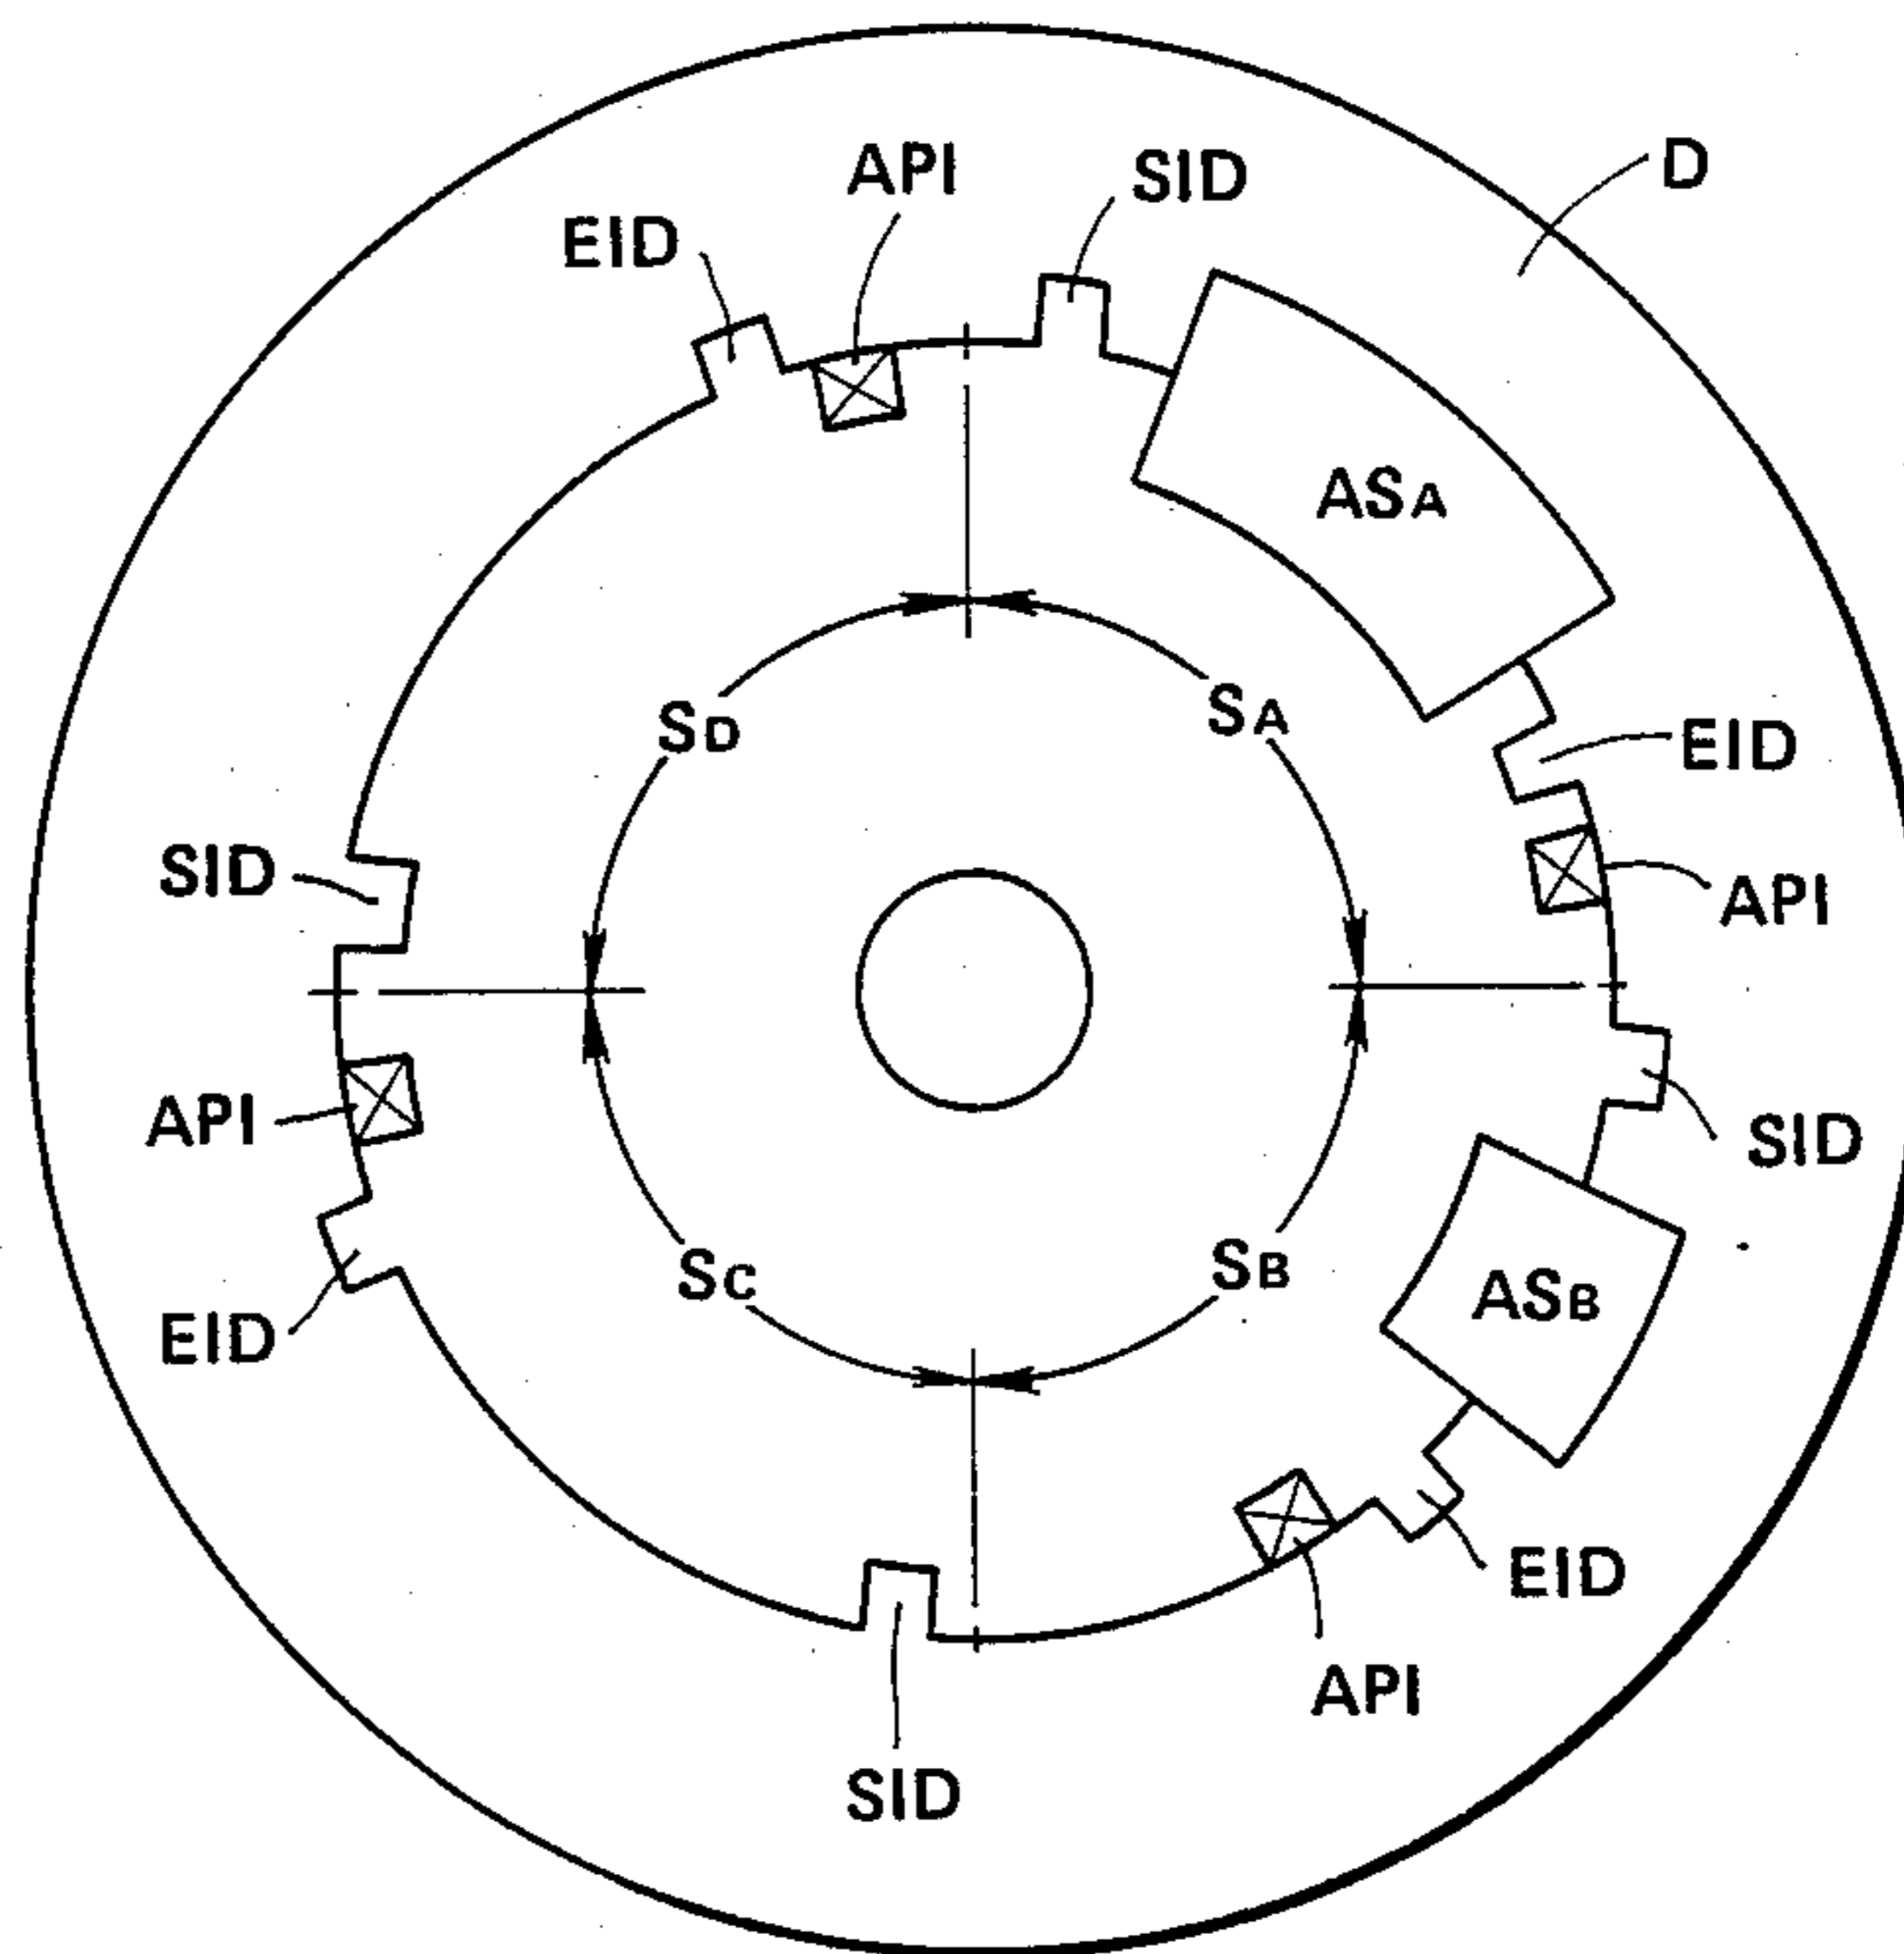 D
API
SID
EID
ASA
SD
SA
EID
SID
API
API
SID
SC
SB
ASB
EID
EID
API
SID